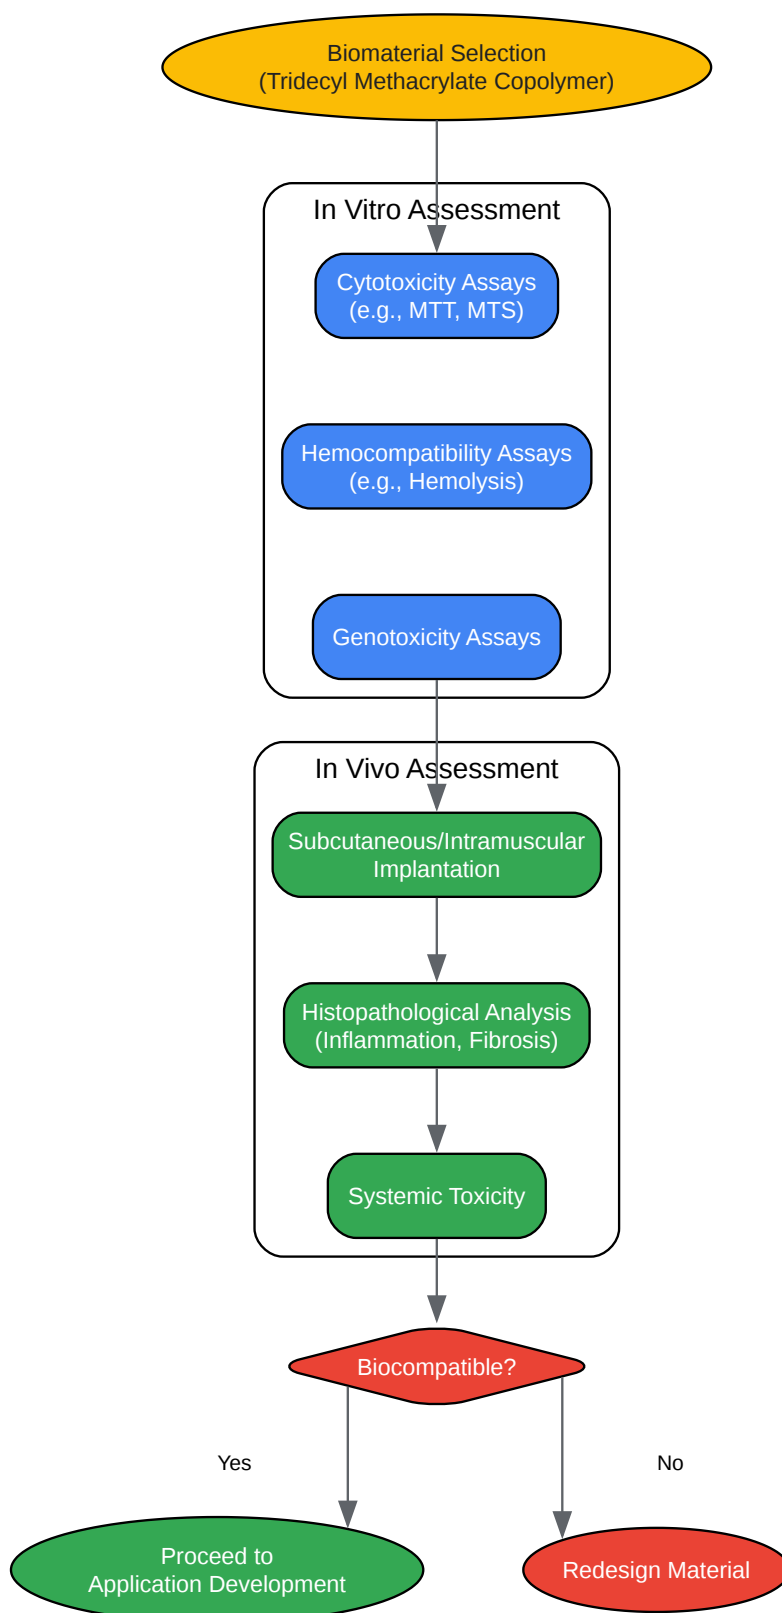 Biomaterial Selection
(Tridecyl Methacrylate Copolymer)
In Vitro Assessment
Cytotoxicity Assays
(e.g., MTT, MTS)
Hemocompatibility Assays
(e.g., Hemolysis)
Genotoxicity Assays
In Vivo Assessment
Subcutaneous/Intramuscular
Implantation
Histopathological Analysis
(Inflammation, Fibrosis)
Systemic Toxicity
Biocompatible?
Yes
No
Proceed to
Application Development
Redesign Material